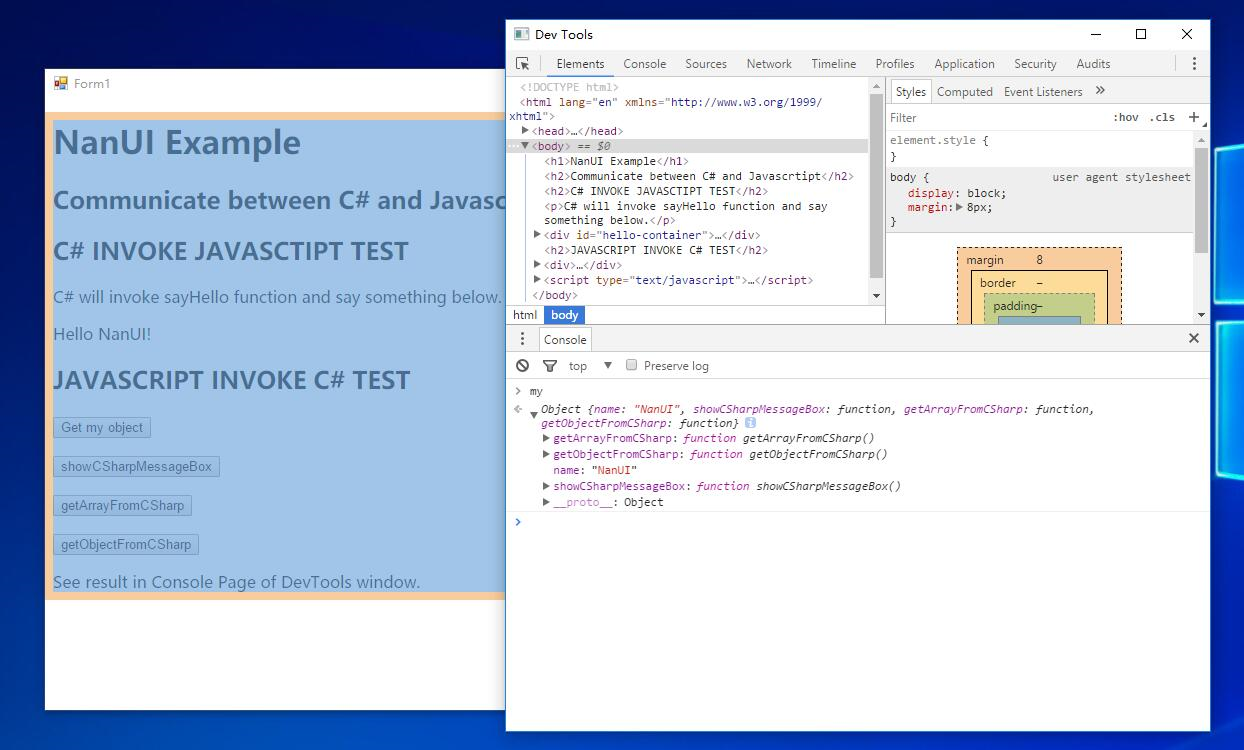 Form1
NanUI Example
Communicate between C# and Javasc
C# INVOKE JAVASCTIPT TEST
C# will invoke sayHello function and say something below.
Hello NanUI!
JAVASCRIPT INVOKE C# TEST
Get my object
showCSharpMessageBox
getArrayFromCSharp
getObjectFromCSharp
See result in Console Page of DevTools window.
Dev Tools
Elements Console Sources Network Timeline Profiles Application Security Audits
<!DOCTYPE html>
<html lang="en" xmlns="http://www.w3.org/1999/
xhtml">
▶<head>…</head>
…▼<body> == $0
<h1>NanUI Example</h1>
<h2>Communicate between C# and Javascrtipt</h2>
<h2>C# INVOKE JAVASCTIPT TEST</h2>
<p>C# will invoke sayHello function and say
something below.</p>
▶<div id="hello-container">…</div>
<h2>JAVASCRIPT INVOKE C# TEST</h2>
▶<div>…</div>
▶<script type="text/javascript">…</script>
</body>
html body
Styles Computed Event Listeners »
Filter :hov .cls +
element.style {
}
body { user agent stylesheet
display: block;
margin:▶ 8px;
}
margin 8
border –
padding–
Console
top ▼ Preserve log
> my
Object {name: "NanUI", showCSharpMessageBox: function, getArrayFromCSharp: function,
getObjectFromCSharp: function} i
▶getArrayFromCSharp: function getArrayFromCSharp()
▶getObjectFromCSharp: function getObjectFromCSharp()
name: "NanUI"
▶showCSharpMessageBox: function showCSharpMessageBox()
▶__proto__: Object
>